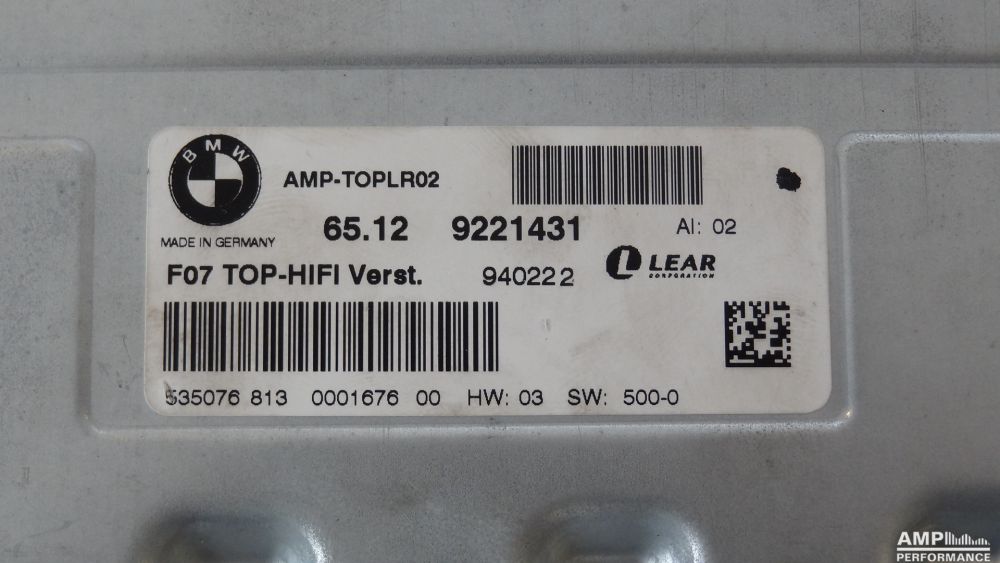 BMW
AMP-TOPLR02
MADE IN GERMANY
65.12 9221431 AI: 02
F07 TOP-HIFI Verst. 940222 LEAR
CORPORATION
535076 813 0001676 00 HW: 03 SW: 500-0
AMP
PERFORMANCE